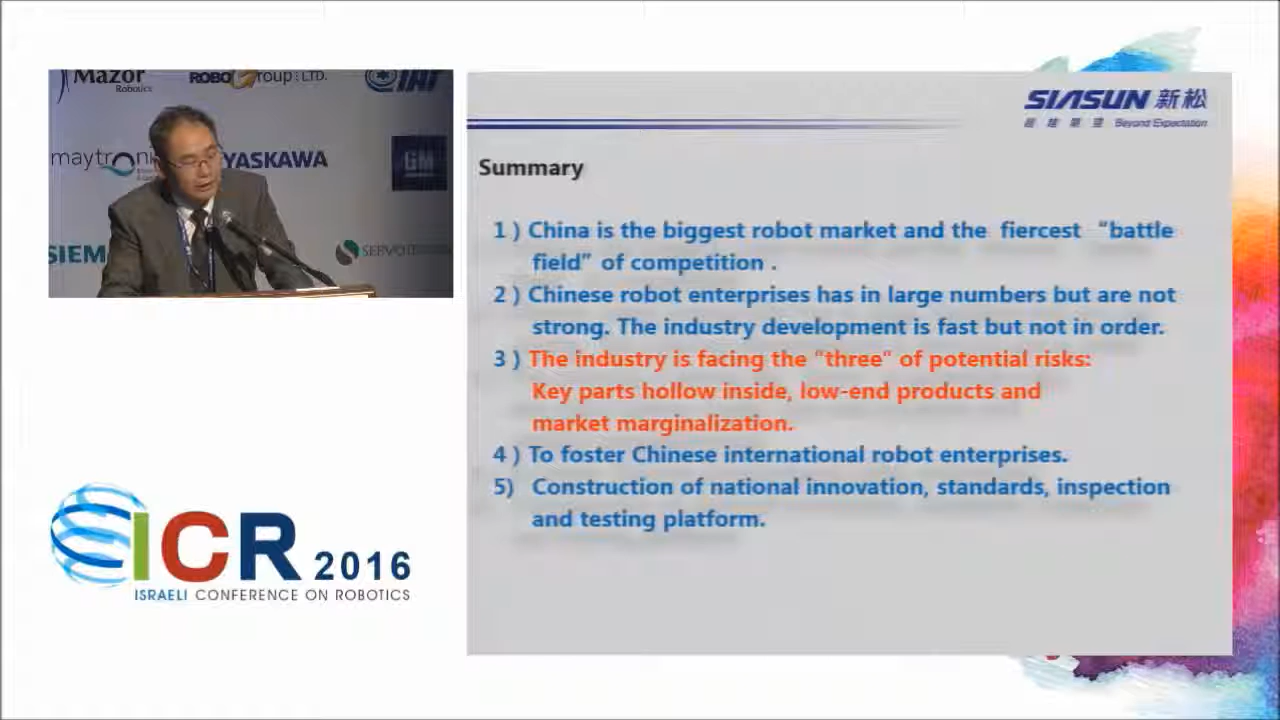 Mazor
Robotics
ROBOGroup LTD.
maytronic
YASKAWA
GM
SIEM
SERVO
SIASUN 新松
Beyond Expectation
Summary
1 ) China is the biggest robot market and the fiercest “battle
field” of competition .
2 ) Chinese robot enterprises has in large numbers but are not
strong. The industry development is fast but not in order.
3 ) The industry is facing the “three” of potential risks:
Key parts hollow inside, low-end products and
market marginalization.
4 ) To foster Chinese international robot enterprises.
5) Construction of national innovation, standards, inspection
and testing platform.
ICR 2016
ISRAELI CONFERENCE ON ROBOTICS